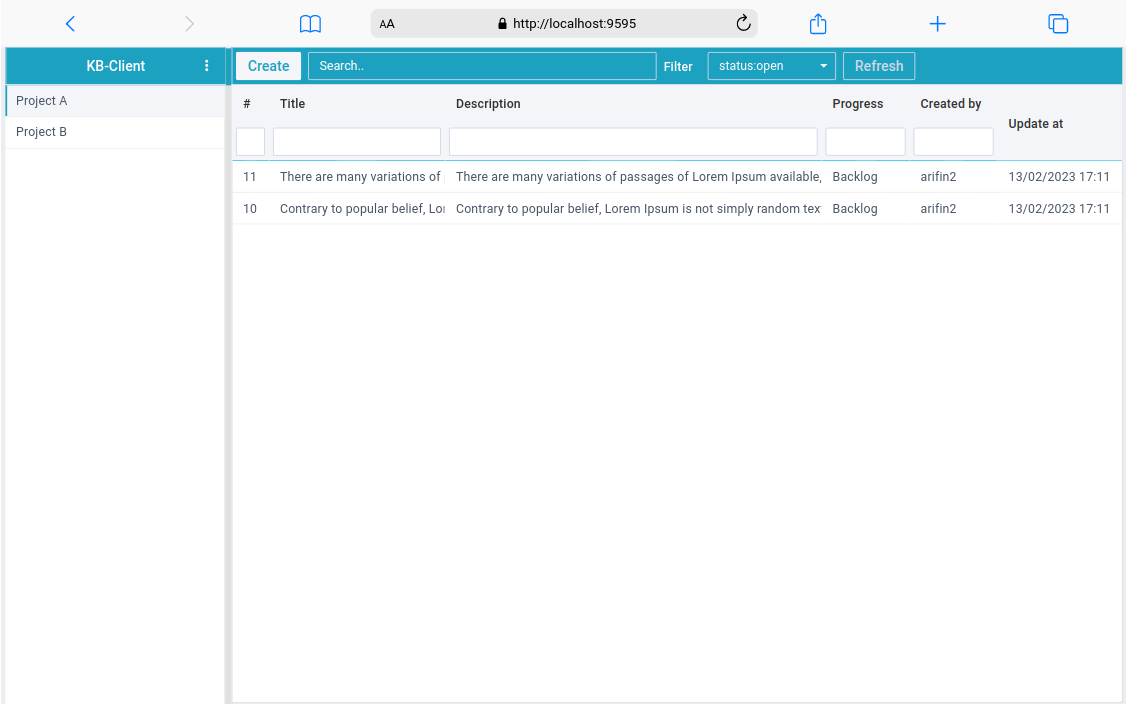 AA http://localhost:9595
KB-Client
Create Search.. Filter status:open Refresh
Project A
Project B
# Title Description Progress Created by Update at
11 There are many variations of There are many variations of passages of Lorem Ipsum available, Backlog arifin2 13/02/2023 17:11
10 Contrary to popular belief, Lor Contrary to popular belief, Lorem Ipsum is not simply random tex Backlog arifin2 13/02/2023 17:11